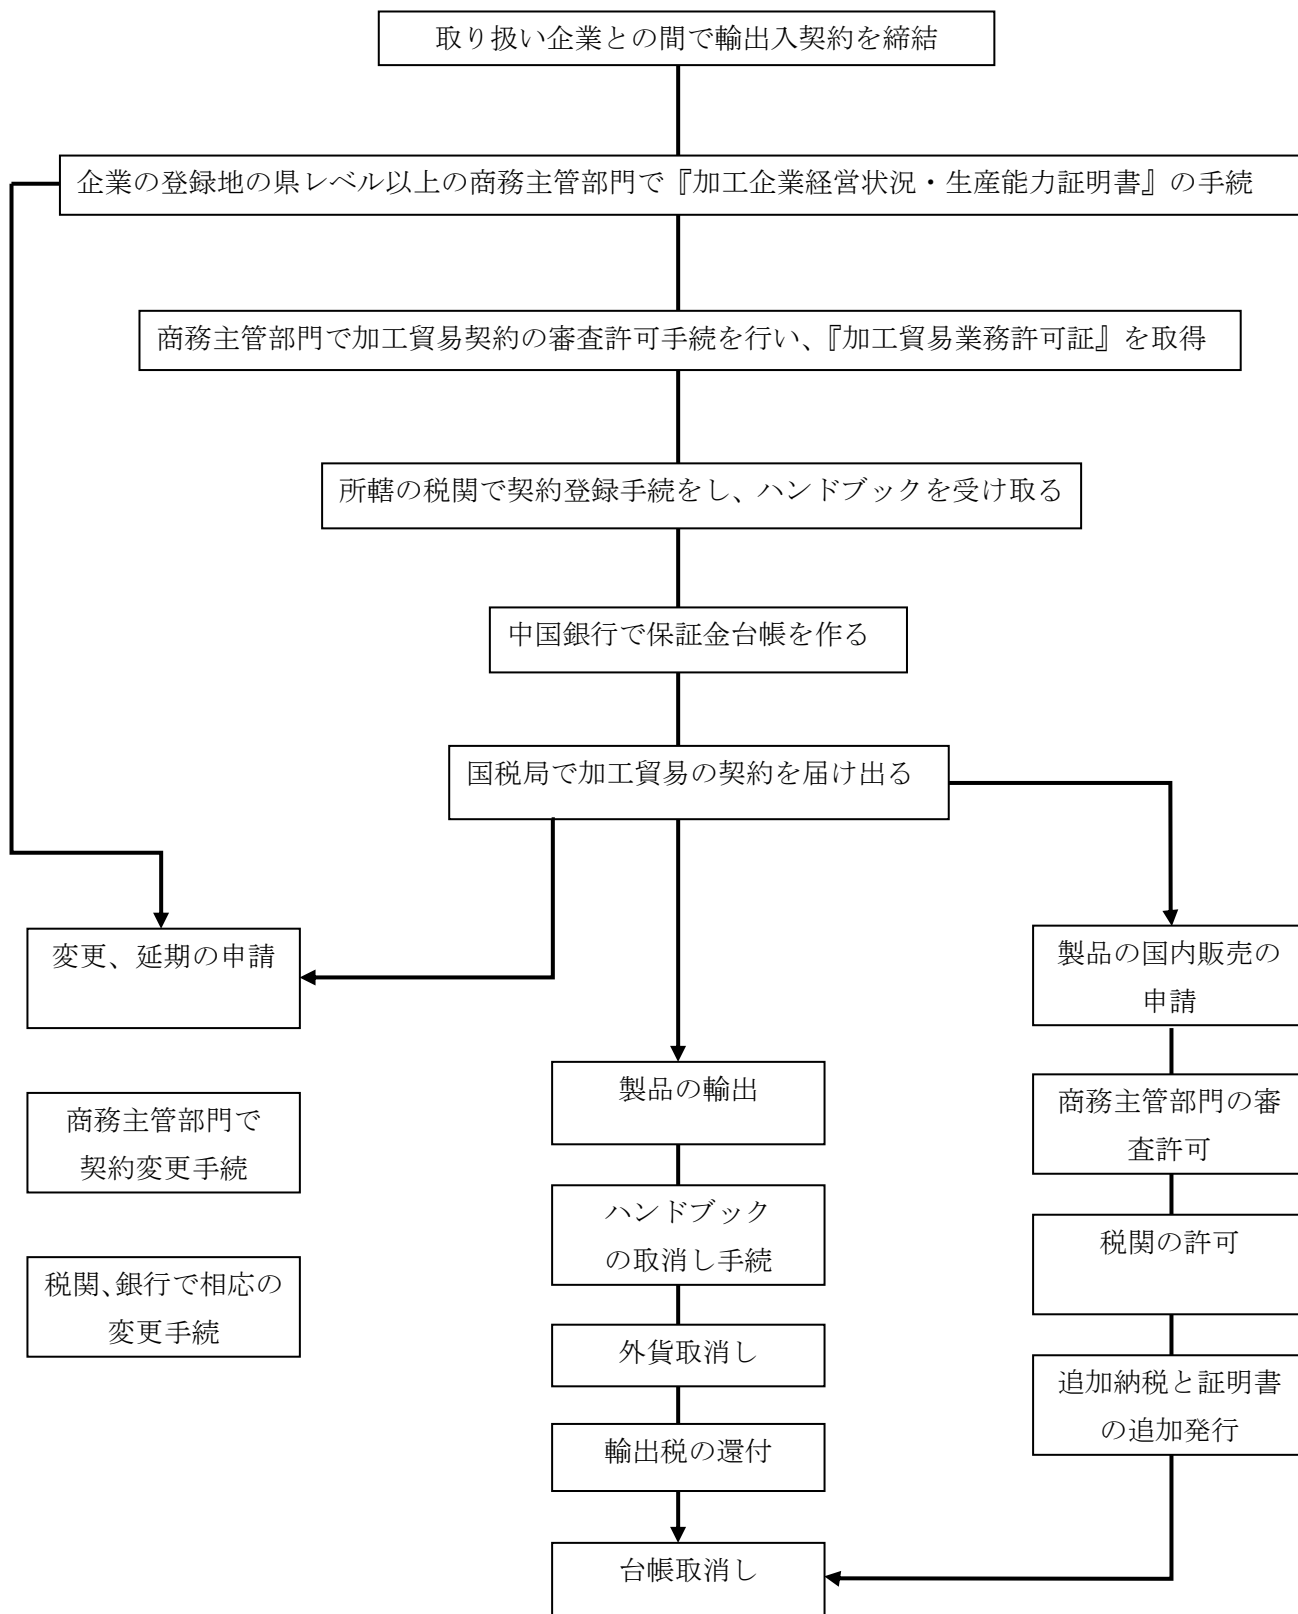 取り扱い企業との間で輸出入契約を締結
企業の登録地の県レベル以上の商務主管部門で『加工企業経営状況・生産能力証明書』の手続
商務主管部門で加工貿易契約の審査許可手続を行い、『加工貿易業務許可証』を取得
所轄の税関で契約登録手続をし、ハンドブックを受け取る
中国銀行で保証金台帳を作る
国税局で加工貿易の契約を届け出る
変更、延期の申請
商務主管部門で
契約変更手続
税関、銀行で相応の
変更手続
製品の輸出
ハンドブック
の取消し手続
外貨取消し
輸出税の還付
台帳取消し
製品の国内販売の
申請
商務主管部門の審
査許可
税関の許可
追加納税と証明書
の追加発行